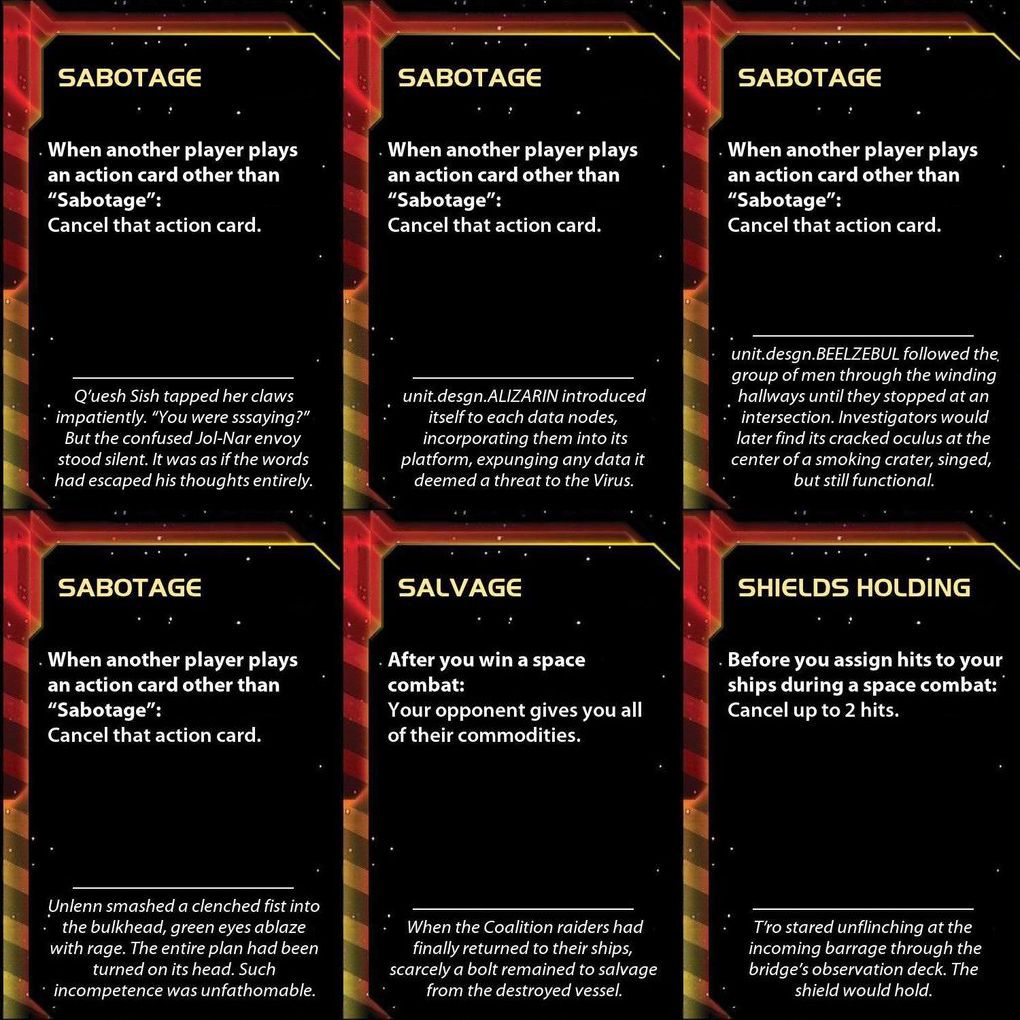 SABOTAGE
When another player plays
an action card other than
“Sabotage”:
Cancel that action card.
Q’uesh Sish tapped her claws
impatiently. “You were sssaying?”
But the confused Jol-Nar envoy
stood silent. It was as if the words
had escaped his thoughts entirely.
SABOTAGE
When another player plays
an action card other than
“Sabotage”:
Cancel that action card.
unit.desgn.ALIZARIN introduced
itself to each data nodes,
incorporating them into its
platform, expunging any data it
deemed a threat to the Virus.
SABOTAGE
When another player plays
an action card other than
“Sabotage”:
Cancel that action card.
unit.desgn.BEELZEBUL followed the
group of men through the winding
hallways until they stopped at an
intersection. Investigators would
later find its cracked oculus at the
center of a smoking crater, singed,
but still functional.
SABOTAGE
When another player plays
an action card other than
“Sabotage”:
Cancel that action card.
Unlenn smashed a clenched fist into
the bulkhead, green eyes ablaze
with rage. The entire plan had been
turned on its head. Such
incompetence was unfathomable.
SALVAGE
After you win a space
combat:
Your opponent gives you all
of their commodities.
When the Coalition raiders had
finally returned to their ships,
scarcely a bolt remained to salvage
from the destroyed vessel.
SHIELDS HOLDING
Before you assign hits to your
ships during a space combat:
Cancel up to 2 hits.
T’ro stared unflinching at the
incoming barrage through the
bridge’s observation deck. The
shield would hold.